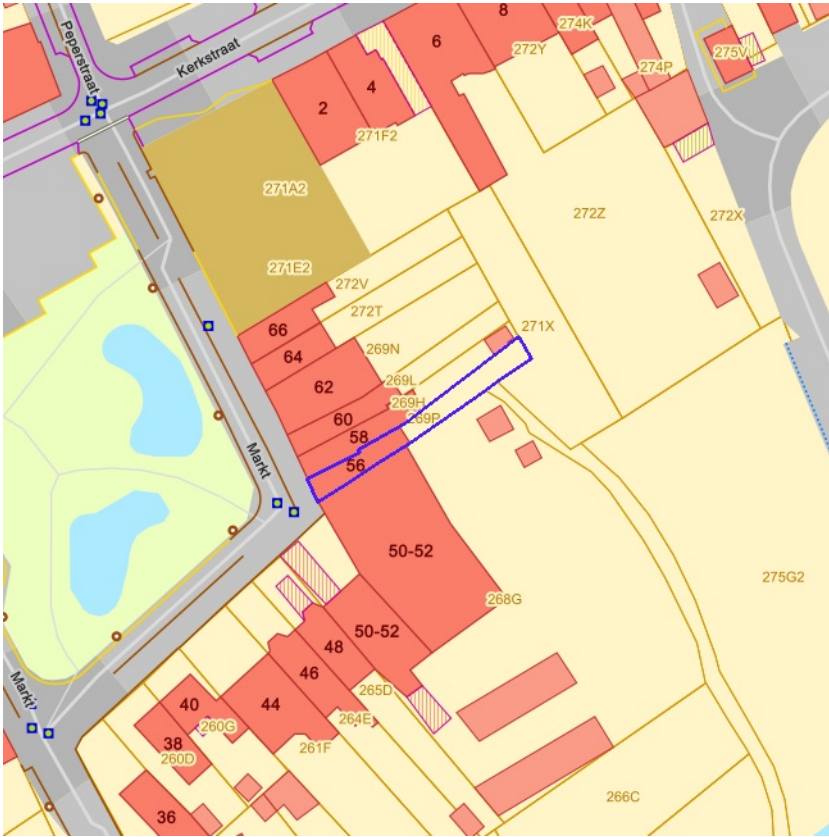 8
274K
6
272Y
275V
Peperstraat
Kerkstraat
274P
4
2
271F2
271A2
272Z
272X
271E2
272V
272T
66
271X
64
269N
62
269L
269H
60
269P
58
Markt
56
50-52
275G2
268G
50-52
48
46
265D
Markt
40
44
264E
260G
38
261F
260D
266C
36